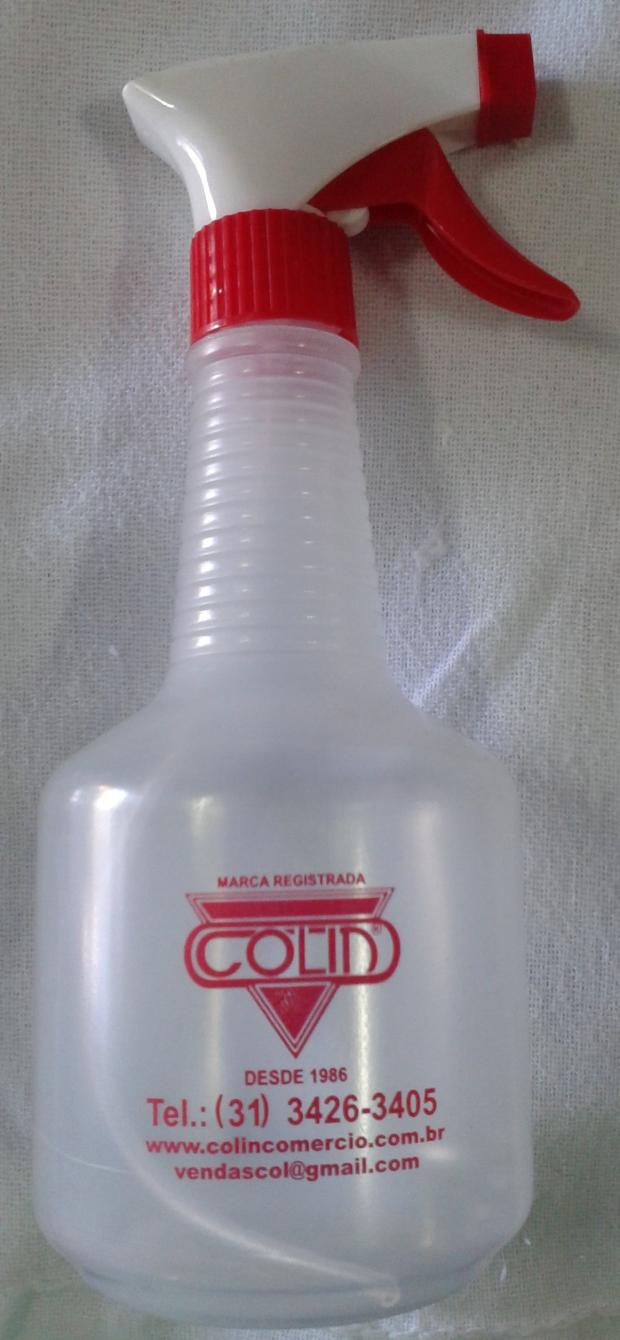 MARCA REGISTRADA
COLIN®
DESDE 1986
Tel.: (31) 3426-3405
www.colincomercio.com.br
vendascol@gmail.com